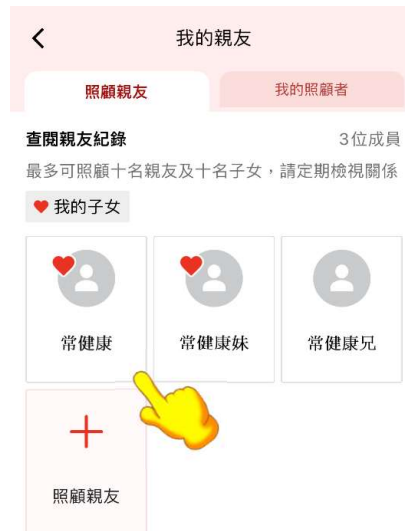 我的親友
照顧親友
我的照顧者
查閱親友紀錄
3位成員
最多可照顧十名親友及十名子女，請定期檢視關係
我的子女
常健康
常健康妹
常健康兄
照顧親友